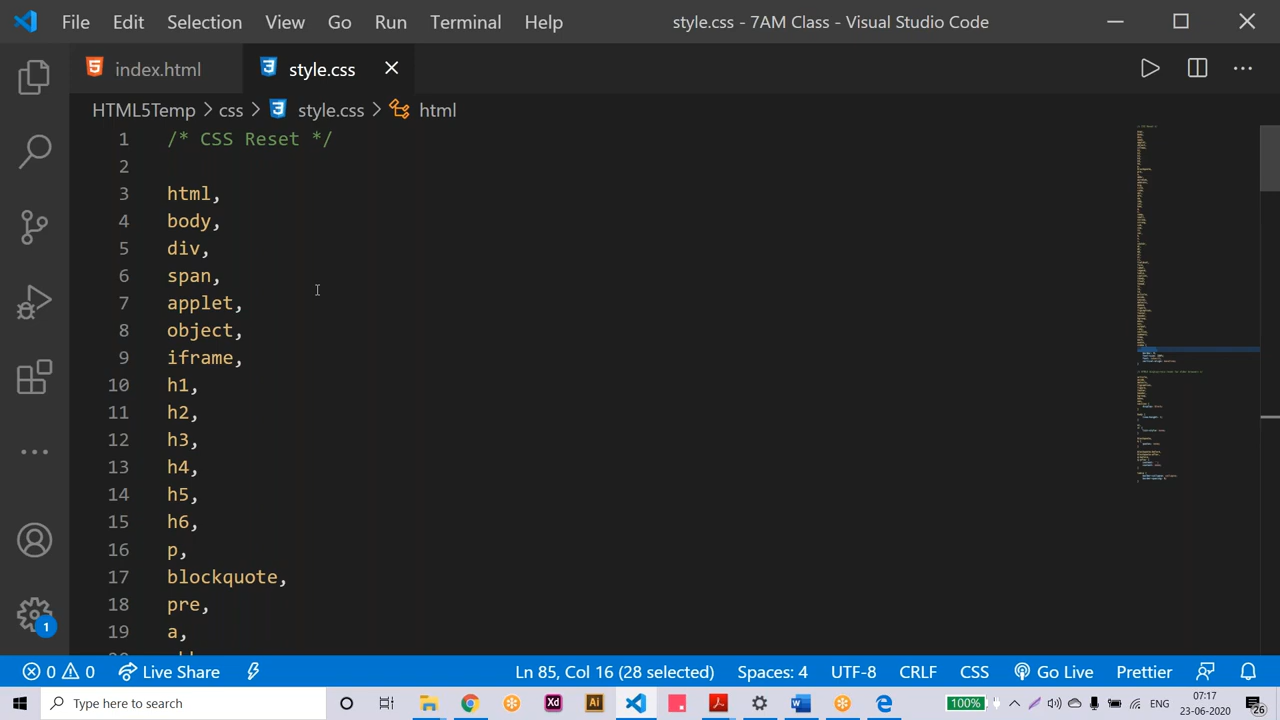 File Edit Selection View Go Run Terminal Help style.css - 7AM Class - Visual Studio Code
index.html style.css
HTML5Temp > css > style.css > html
1 /* CSS Reset */
2
3 html,
4 body,
5 div,
6 span,
7 applet,
8 object,
9 iframe,
10 h1,
11 h2,
12 h3,
13 h4,
14 h5,
15 h6,
16 p,
17 blockquote,
18 pre,
19 a,
1
0 0 Live Share Ln 85, Col 16 (28 selected) Spaces: 4 UTF-8 CRLF CSS Go Live Prettier
Type here to search Xd Ai 100% ENG 07:17
23-06-2020 26